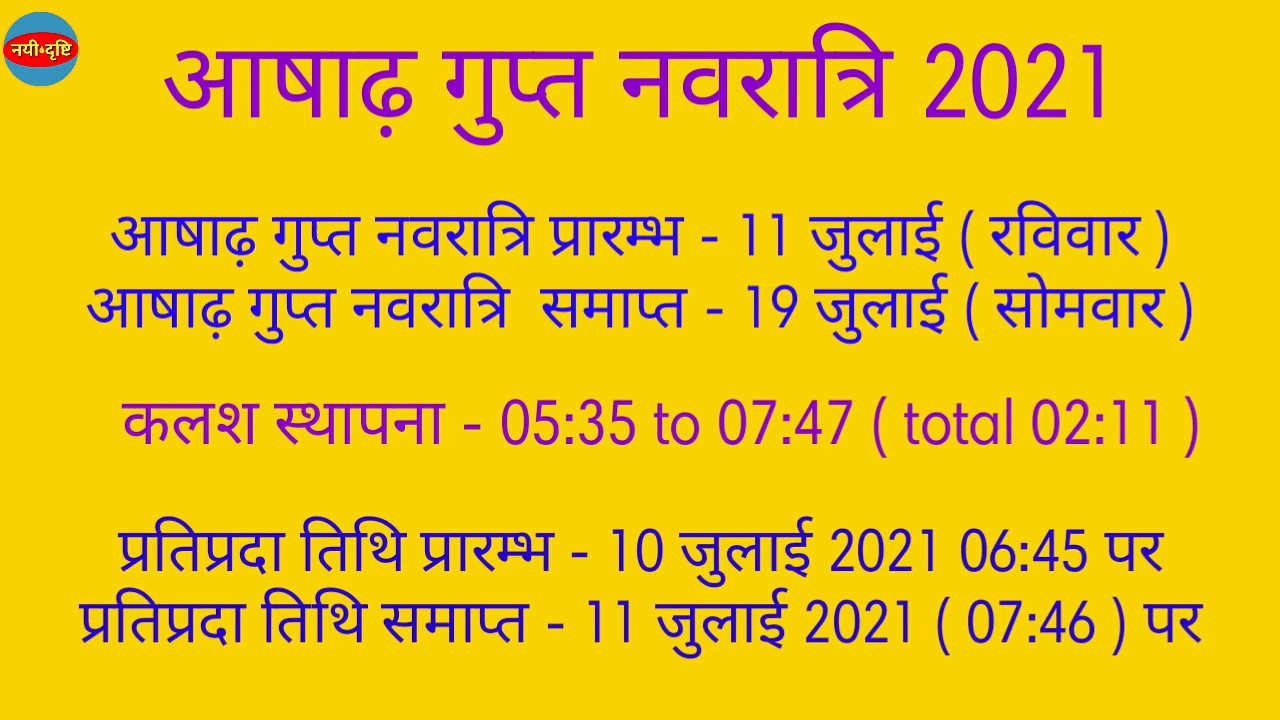 नयी•दृष्टि
आषाढ़ गुप्त नवरात्रि 2021
आषाढ़ गुप्त नवरात्रि प्रारम्भ - 11 जुलाई ( रविवार )
आषाढ़ गुप्त नवरात्रि समाप्त - 19 जुलाई ( सोमवार )
कलश स्थापना - 05:35 to 07:47 ( total 02:11 )
प्रतिप्रदा तिथि प्रारम्भ - 10 जुलाई 2021 06:45 पर
प्रतिप्रदा तिथि समाप्त - 11 जुलाई 2021 ( 07:46 ) पर